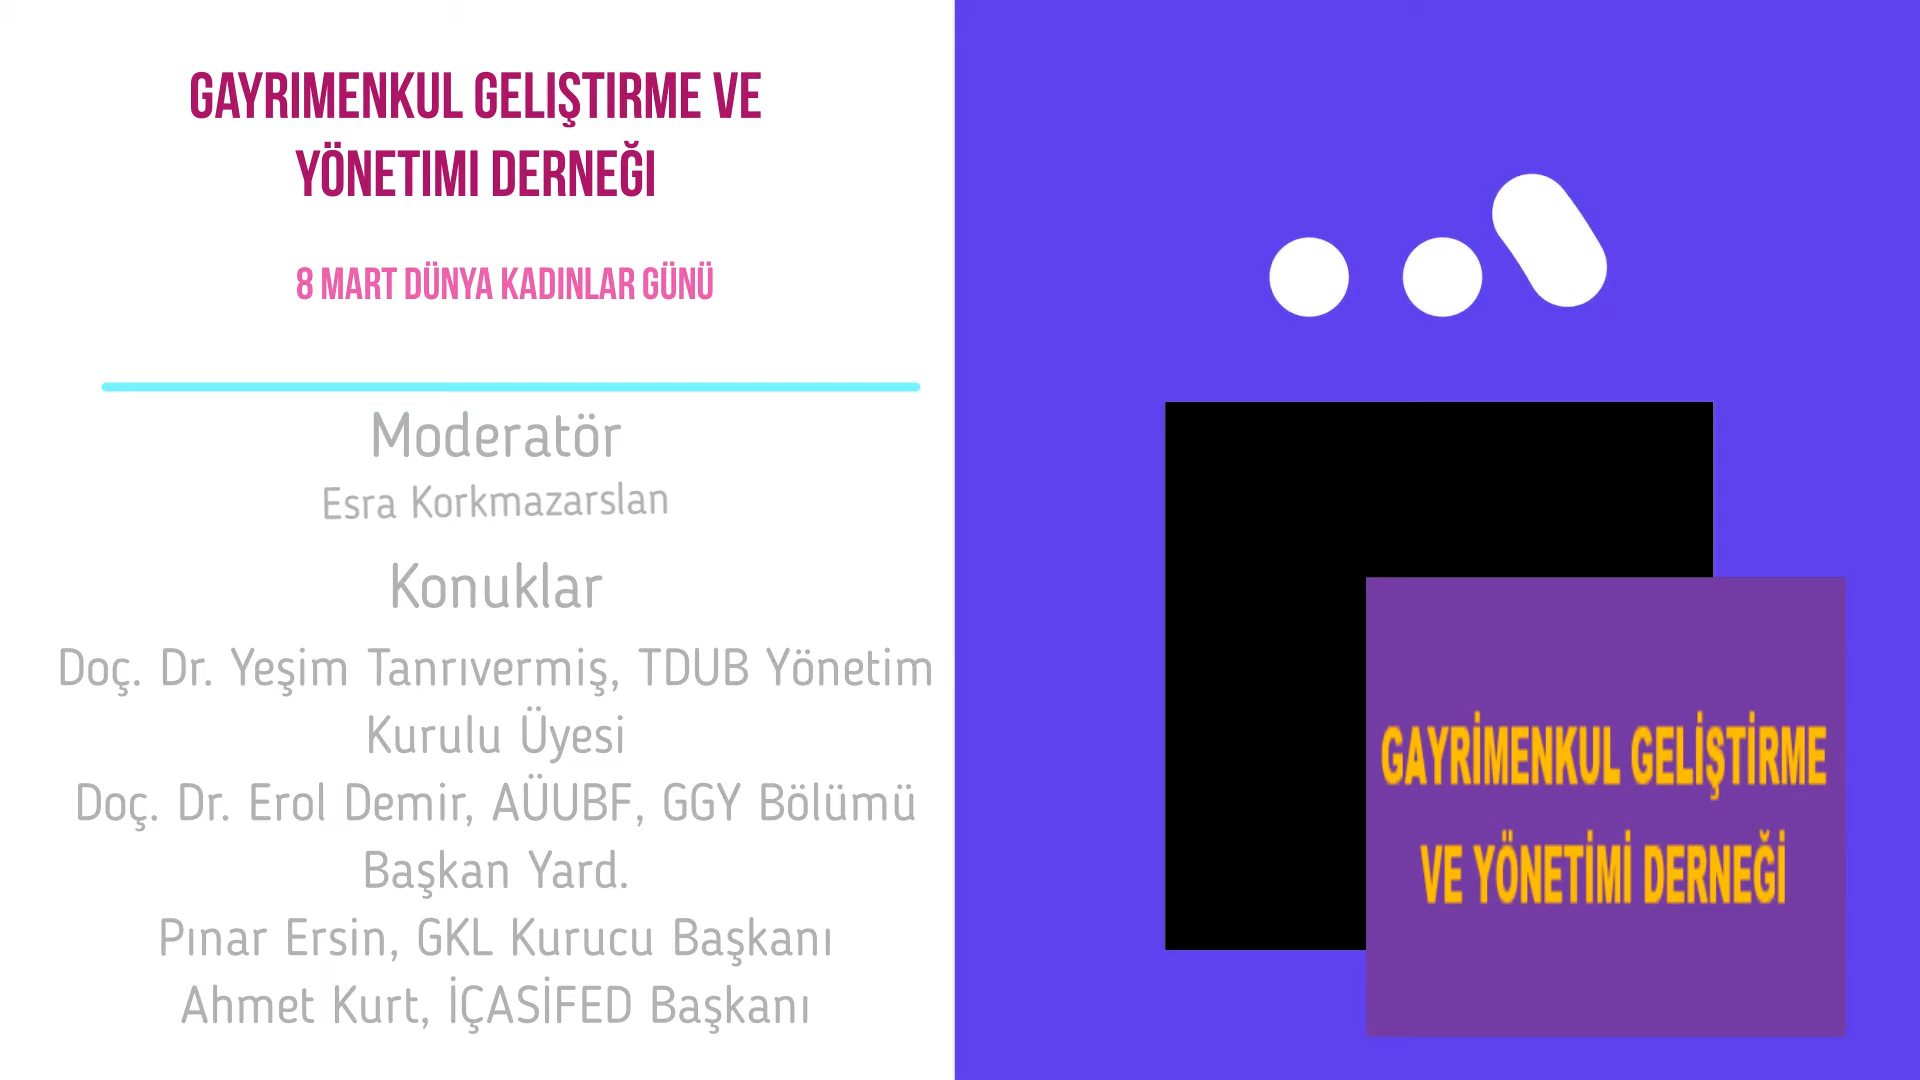 GAYRIMENKUL GELIŞTIRME VE
YÖNETIMI DERNEĞI
8 MART DÜNYA KADINLAR GÜNÜ
Moderatör
Esra Korkmazarslan
Konuklar
Doç. Dr. Yeşim Tanrıvermiş, TDUB Yönetim
Kurulu Üyesi
Doç. Dr. Erol Demir, AÜUBF, GGY Bölümü
Başkan Yard.
Pınar Ersin, GKL Kurucu Başkanı
Ahmet Kurt, İÇASİFED Başkanı
GAYRİMENKUL GELİŞTİRME
VE YÖNETİMİ DERNEĞİ